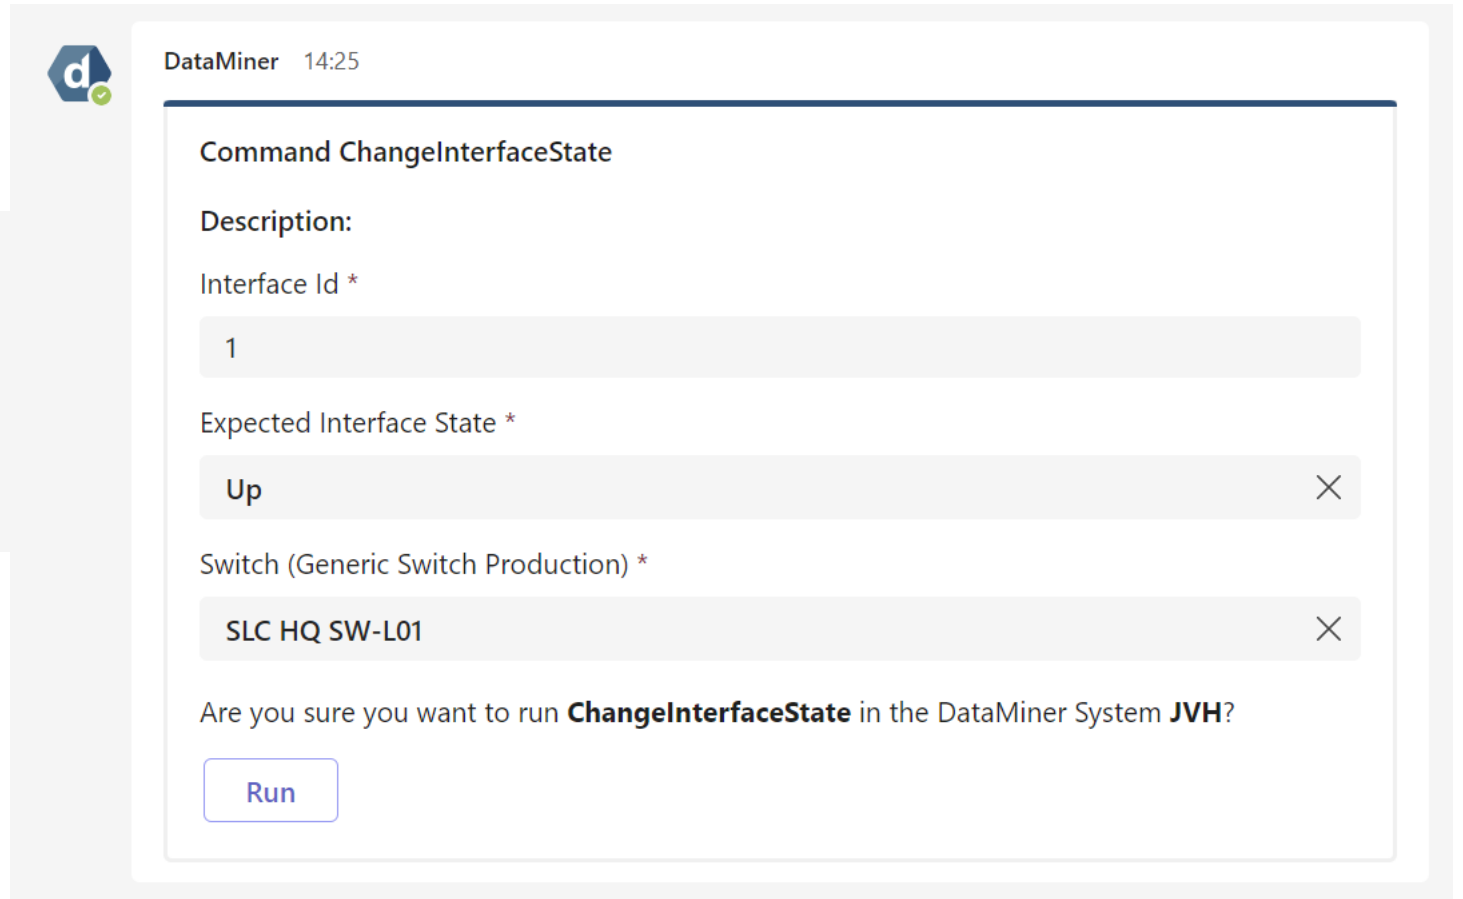 d
DataMiner 14:25
Command ChangeInterfaceState
Description:
Interface Id *
1
Expected Interface State *
Up
Switch (Generic Switch Production) *
SLC HQ SW-L01
Are you sure you want to run ChangeInterfaceState in the DataMiner System JVH?
Run